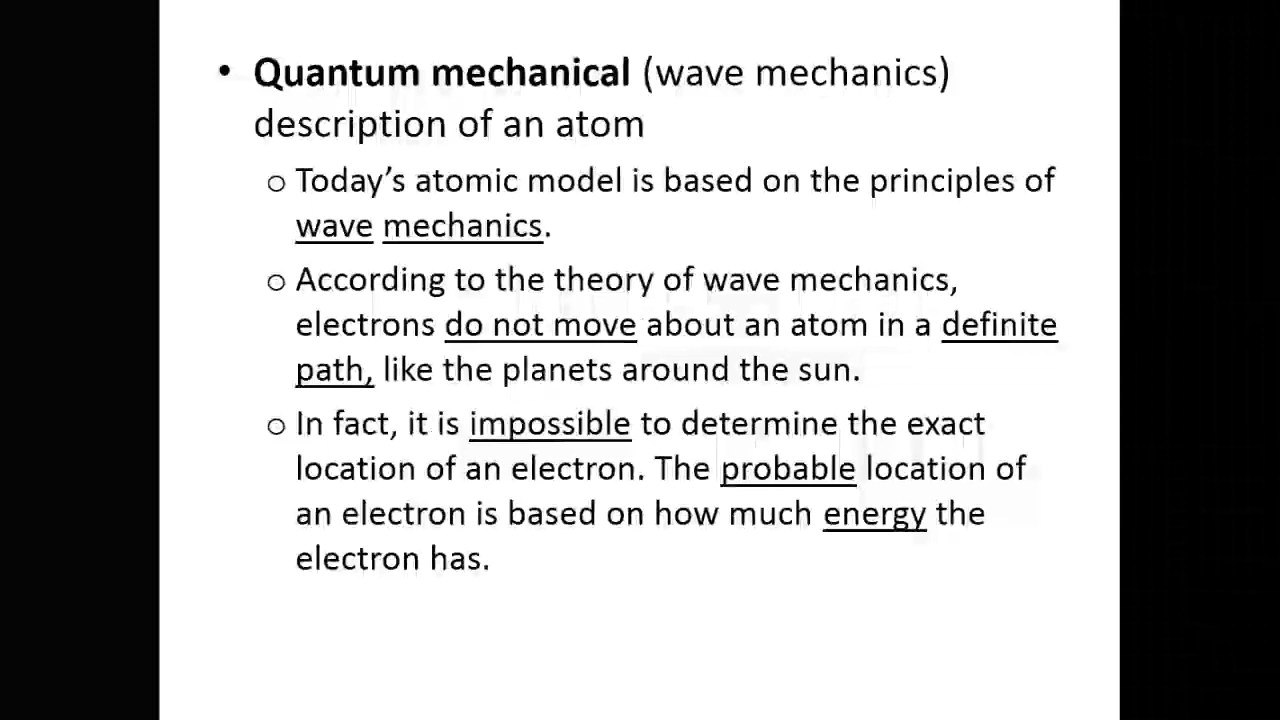 • Quantum mechanical (wave mechanics)
description of an atom
o Today's atomic model is based on the principles of
wave mechanics.
o According to the theory of wave mechanics,
electrons do not move about an atom in a definite
path, like the planets around the sun.
o In fact, it is impossible to determine the exact
location of an electron. The probable location of
an electron is based on how much energy the
electron has.